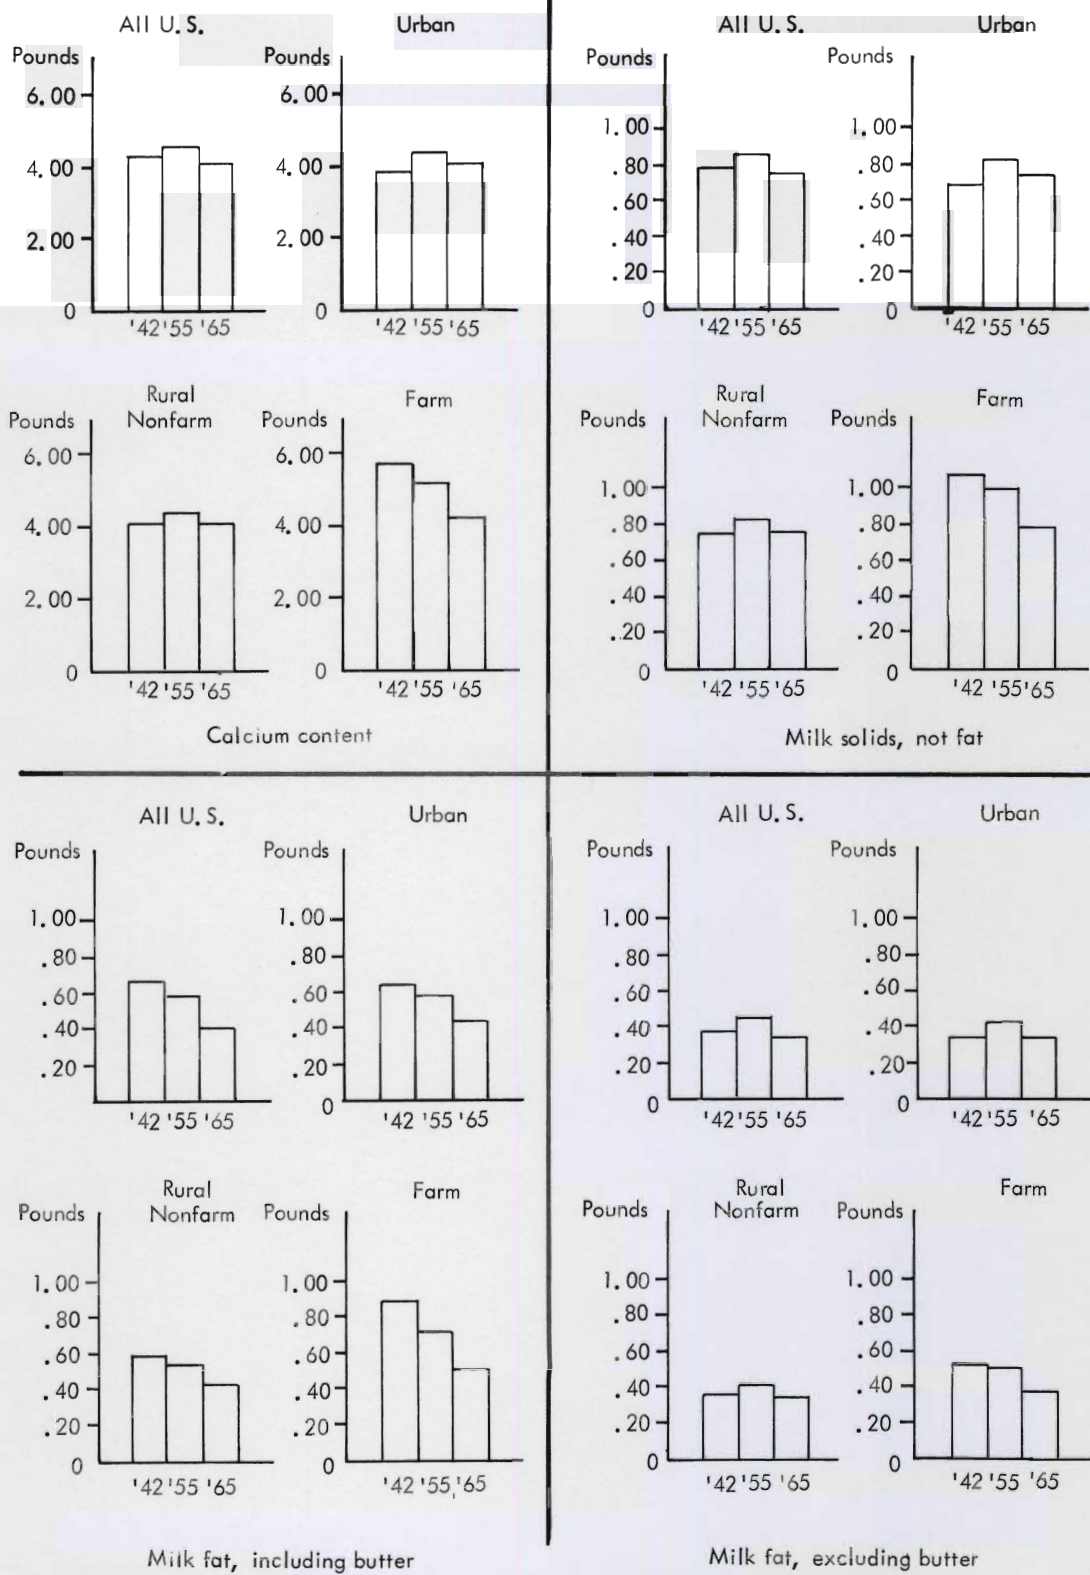 All U.S.
Pounds
6.00
4.00
2.00
0
'42 '55 '65
Urban
Pounds
6.00
4.00
2.00
0
'42 '55 '65
Rural
Nonfarm
Pounds
6.00
4.00
2.00
0
'42 '55 '65
Farm
Pounds
6.00
4.00
2.00
0
'42 '55 '65
Calcium content
All U.S.
Pounds
1.00
.80
.60
.40
.20
0
'42 '55 '65
Urban
Pounds
1.00
.80
.60
.40
.20
0
'42 '55 '65
Rural
Nonfarm
Pounds
1.00
.80
.60
.40
.20
0
'42 '55 '65
Farm
Pounds
1.00
.80
.60
.40
.20
0
'42 '55 '65
Milk solids, not fat
All U.S.
Pounds
1.00
.80
.60
.40
.20
'42 '55 '65
Urban
Pounds
1.00
.80
.60
.40
.20
0
'42 '55 '65
Rural
Nonfarm
Pounds
1.00
.80
.60
.40
.20
0
'42 '55 '65
Farm
Pounds
1.00
.80
.60
.40
.20
0
'42 '55 '65
Milk fat, including butter
All U.S.
Pounds
1.00
.80
.60
.40
.20
0
'42 '55 '65
Urban
Pounds
1.00
.80
.60
.40
.20
0
'42 '55 '65
Rural
Nonfarm
Pounds
1.00
.80
.60
.40
.20
0
'42 '55 '65
Farm
Pounds
1.00
.80
.60
.40
.20
0
'42 '55 '65
Milk fat, excluding butter